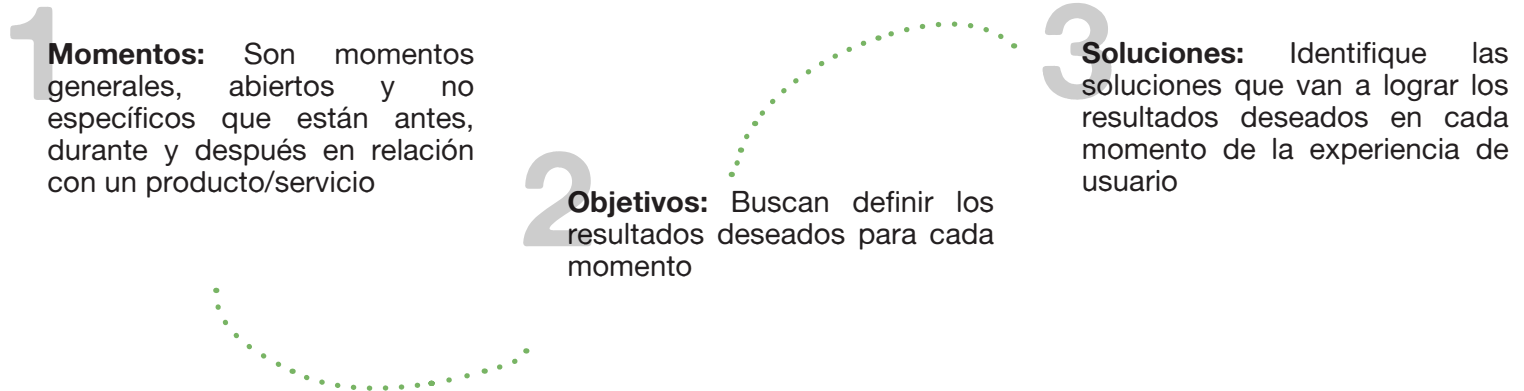 1
Momentos: Son momentos
generales, abiertos y no
específicos que están antes,
durante y después en relación
con un producto/servicio
2
Objetivos: Buscan definir los
resultados deseados para cada
momento
3
Soluciones: Identifique las
soluciones que van a lograr los
resultados deseados en cada
momento de la experiencia de
usuario